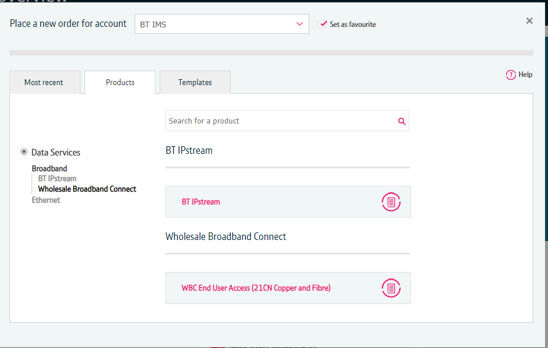 Place a new order for account
BT IMS
Set as favourite
Most recent
Products
Templates
Help
Search for a product
Data Services
Broadband
BT IPstream
Wholesale Broadband Connect
Ethernet
BT IPstream
BT IPstream
Wholesale Broadband Connect
WBC End User Access (21CN Copper and Fibre)